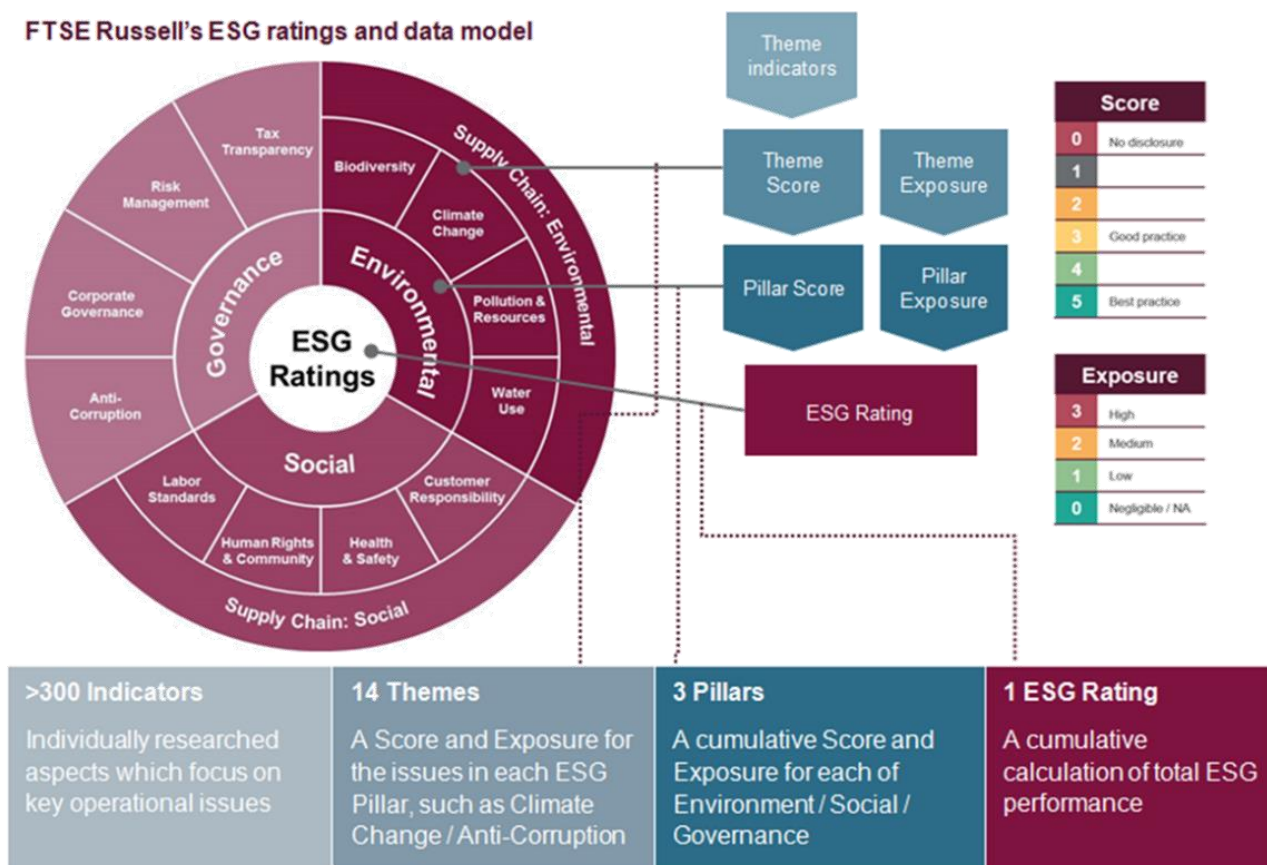 FTSE Russell's ESG ratings and data model
Tax
Transparency
Risk
Management
Corporate
Governance
Anti-
Corruption
Governance
Biodiversity
Climate
Change
Pollution &
Resources
Water
Use
Environmental
Supply Chain: Environmental
ESG
Ratings
Social
Labor
Standards
Human Rights
& Community
Health
& Safety
Customer
Responsibility
Supply Chain: Social
Theme
indicators
Theme
Score
Theme
Exposure
Pillar Score
Pillar
Exposure
ESG Rating
Score
0 No disclosure
1
2
3 Good practice
4
5 Best practice
Exposure
3 High
2 Medium
1 Low
0 Negligible / NA
>300 Indicators
Individually researched
aspects which focus on
key operational issues
14 Themes
A Score and Exposure for
the issues in each ESG
Pillar, such as Climate
Change / Anti-Corruption
3 Pillars
A cumulative Score and
Exposure for each of
Environment / Social /
Governance
1 ESG Rating
A cumulative
calculation of total ESG
performance